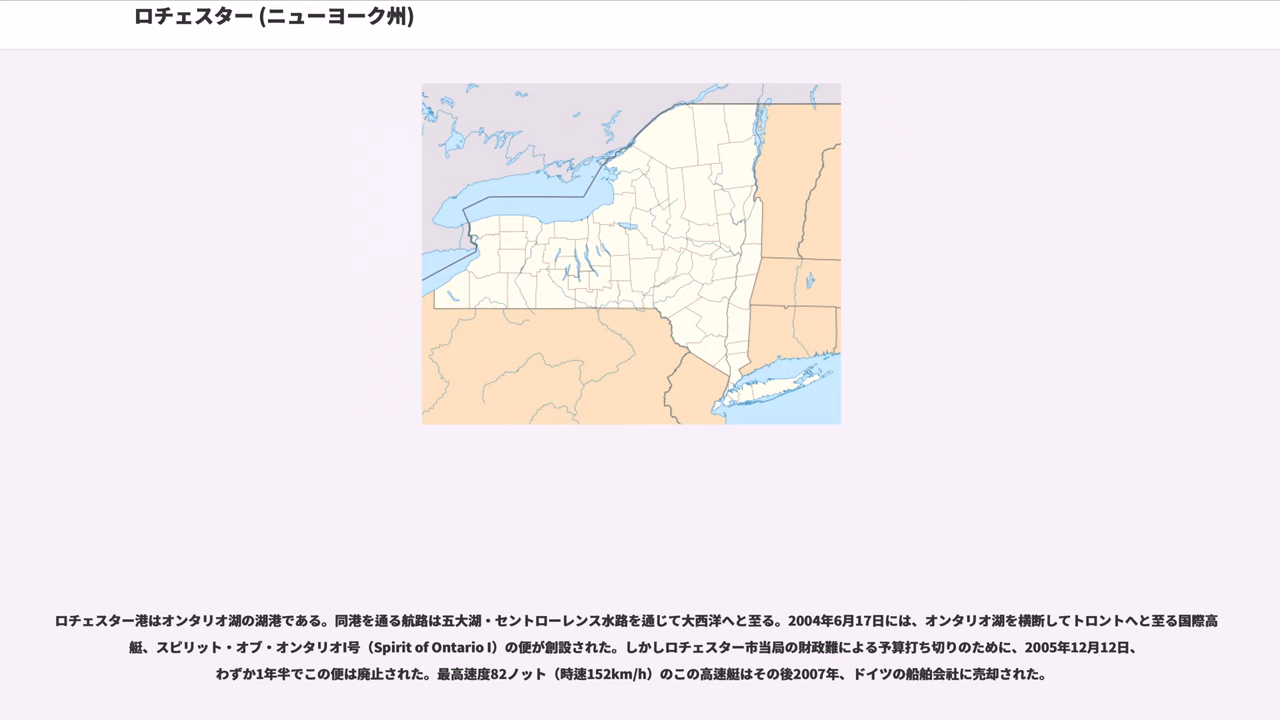 ロチェスター (ニューヨーク州)
ロチェスター港はオンタリオ湖の湖港である。同港を通る航路は五大湖・セントローレンス水路を通じて大西洋へと至る。2004年6月17日には、オンタリオ湖を横断してトロントへと至る国際高
艇、スピリット・オブ・オンタリオI号（Spirit of Ontario I）の便が創設された。しかしロチェスター市当局の財政難による予算打ち切りのために、2005年12月12日、
わずか1年半でこの便は廃止された。最高速度82ノット（時速152km/h）のこの高速艇はその後2007年、ドイツの船舶会社に売却された。